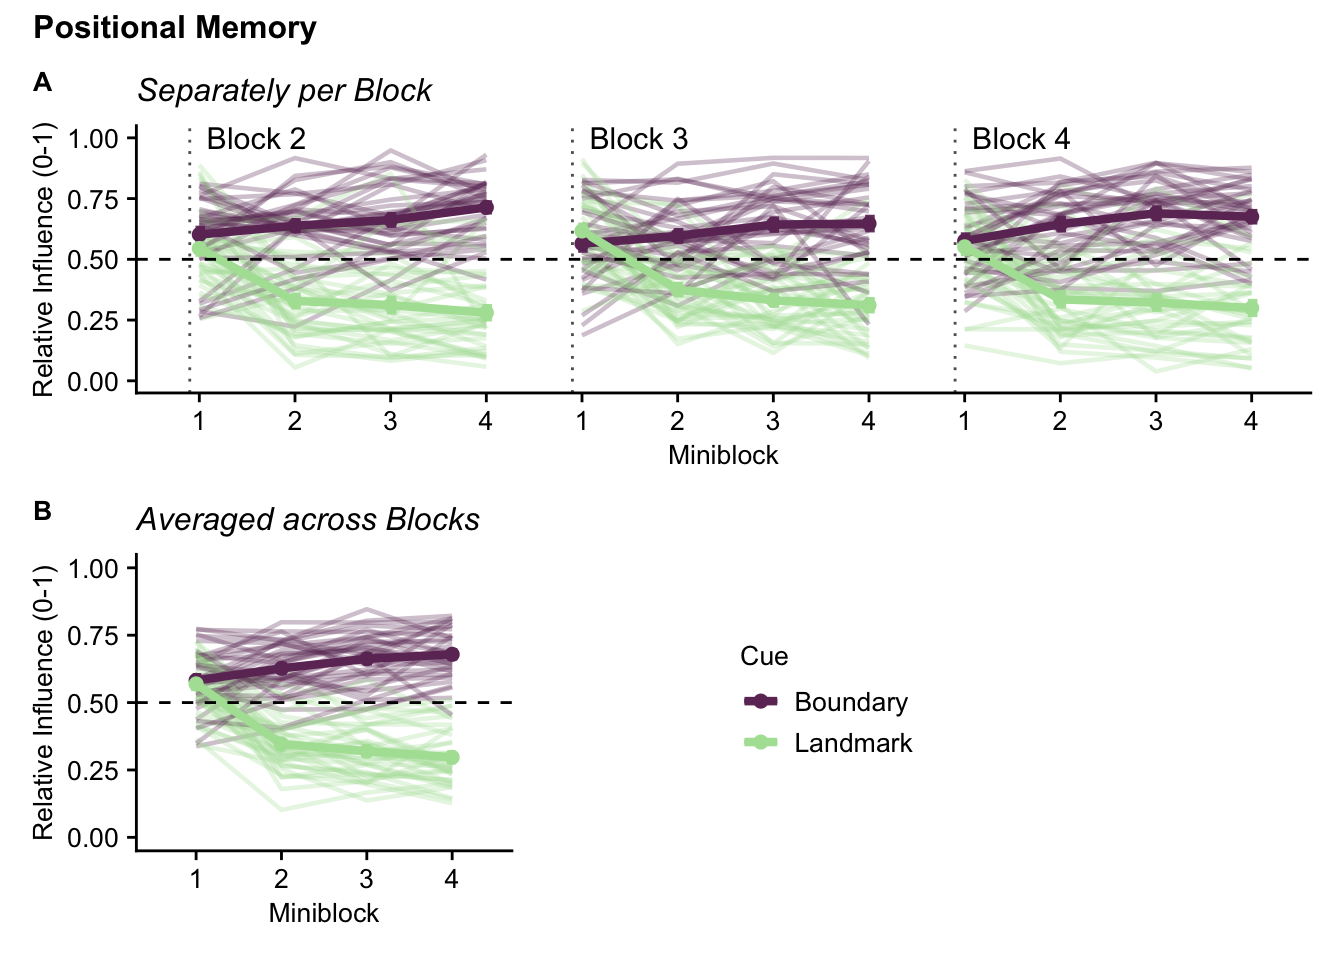 Positional Memory
A
Separately per Block
Relative Influence (0-1)
1.00
0.75
0.50
0.25
0.00
Block 2
Block 3
Block 4
1 2 3 4 1 2 3 4 1 2 3 4
Miniblock
B
Averaged across Blocks
Relative Influence (0-1)
1.00
0.75
0.50
0.25
0.00
1 2 3 4
Miniblock
Cue
Boundary
Landmark